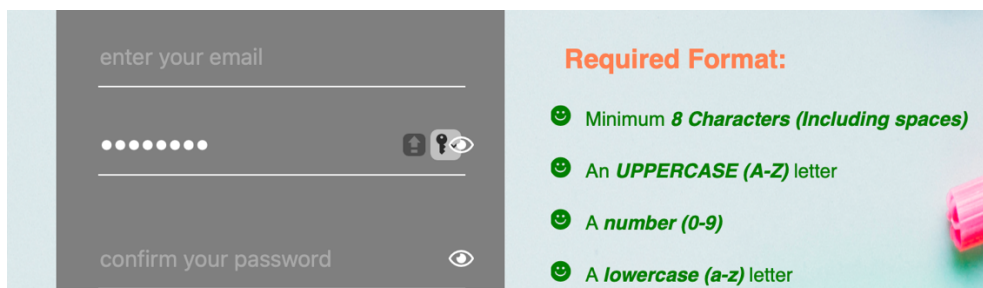 enter your email
Required Format:
Minimum 8 Characters (Including spaces)
An UPPERCASE (A-Z) letter
A number (0-9)
confirm your password
A lowercase (a-z) letter